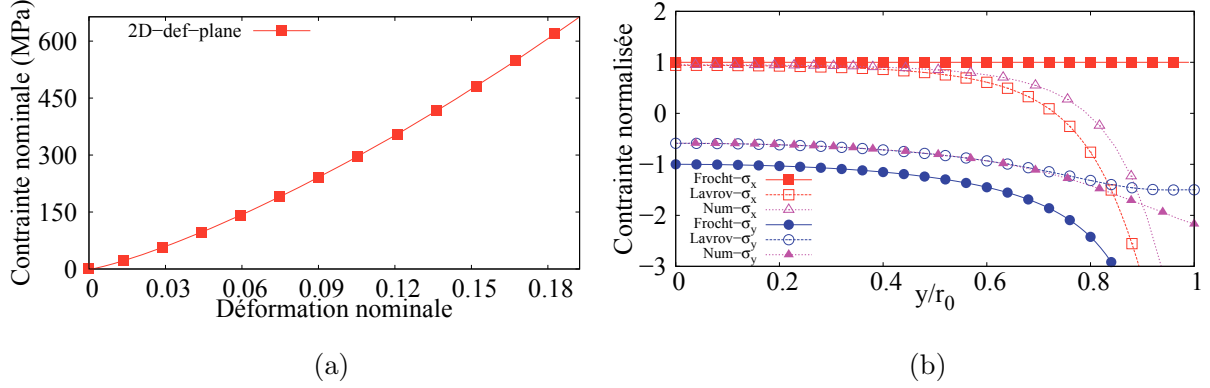 Contrainte nominale (MPa)
600
450
300
150
0
2D-def-plane
0 0.03 0.06 0.09 0.12 0.15 0.18
Déformation nominale
(a)
Contrainte normalisée
2
1
0
−1
−2
−3
Frocht−σx
Lavrov−σx
Num−σx
Frocht−σy
Lavrov−σy
Num−σy
0 0.2 0.4 0.6 0.8 1
y/r0
(b)